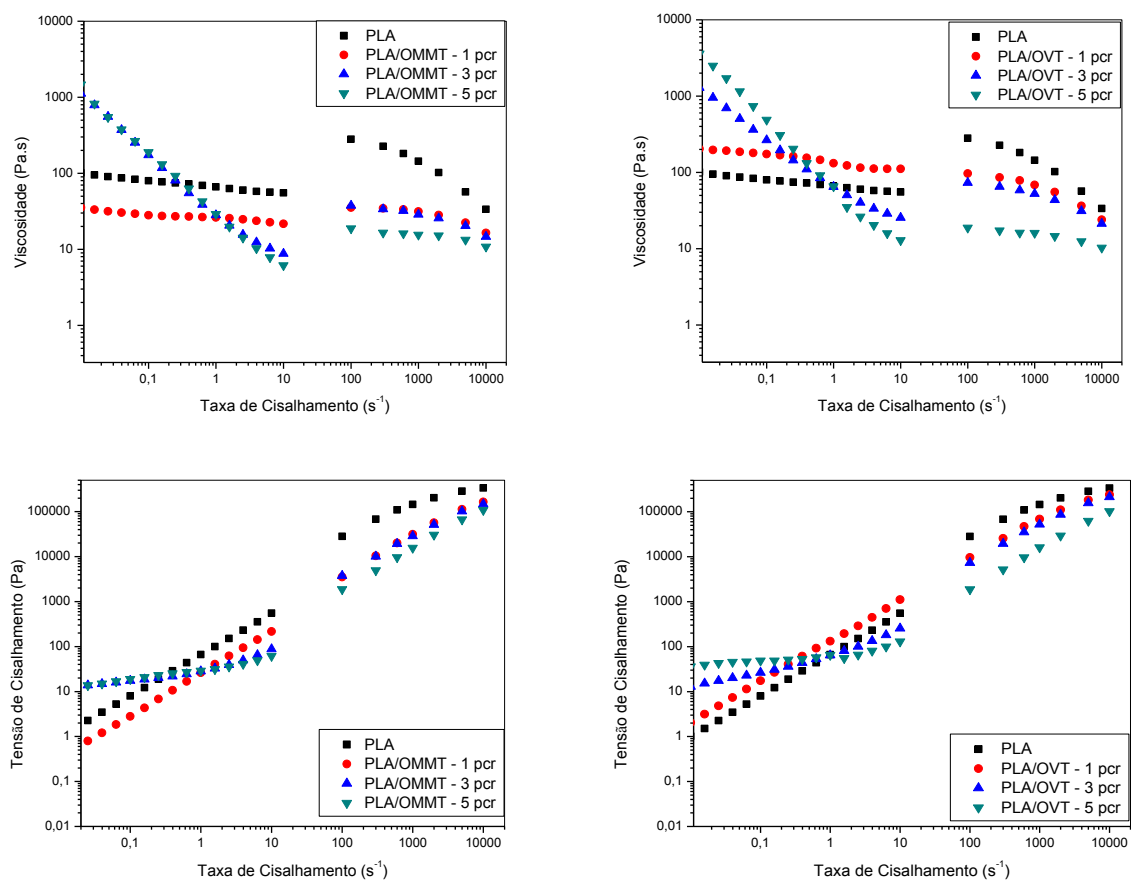 10000
1000
100
10
1
Viscosidade (Pa.s)
PLA
PLA/OMMT - 1 pcr
PLA/OMMT - 3 pcr
PLA/OMMT - 5 pcr
0,1 1 10 100 1000 10000
Taxa de Cisalhamento (s-1)
10000
1000
100
10
1
Viscosidade (Pa.s)
PLA
PLA/OVT - 1 pcr
PLA/OVT - 3 pcr
PLA/OVT - 5 pcr
0,1 1 10 100 1000 10000
Taxa de Cisalhamento (s-1)
100000
10000
1000
100
10
1
0,1
0,01
Tensão de Cisalhamento (Pa)
PLA
PLA/OMMT - 1 pcr
PLA/OMMT - 3 pcr
PLA/OMMT - 5 pcr
0,1 1 10 100 1000 10000
Taxa de Cisalhamento (s-1)
100000
10000
1000
100
10
1
0,1
0,01
Tensão de Cisalhamento (Pa)
PLA
PLA/OVT - 1 pcr
PLA/OVT - 3 pcr
PLA/OVT - 5 pcr
0,1 1 10 100 1000 10000
Taxa de Cisalhamento (s-1)